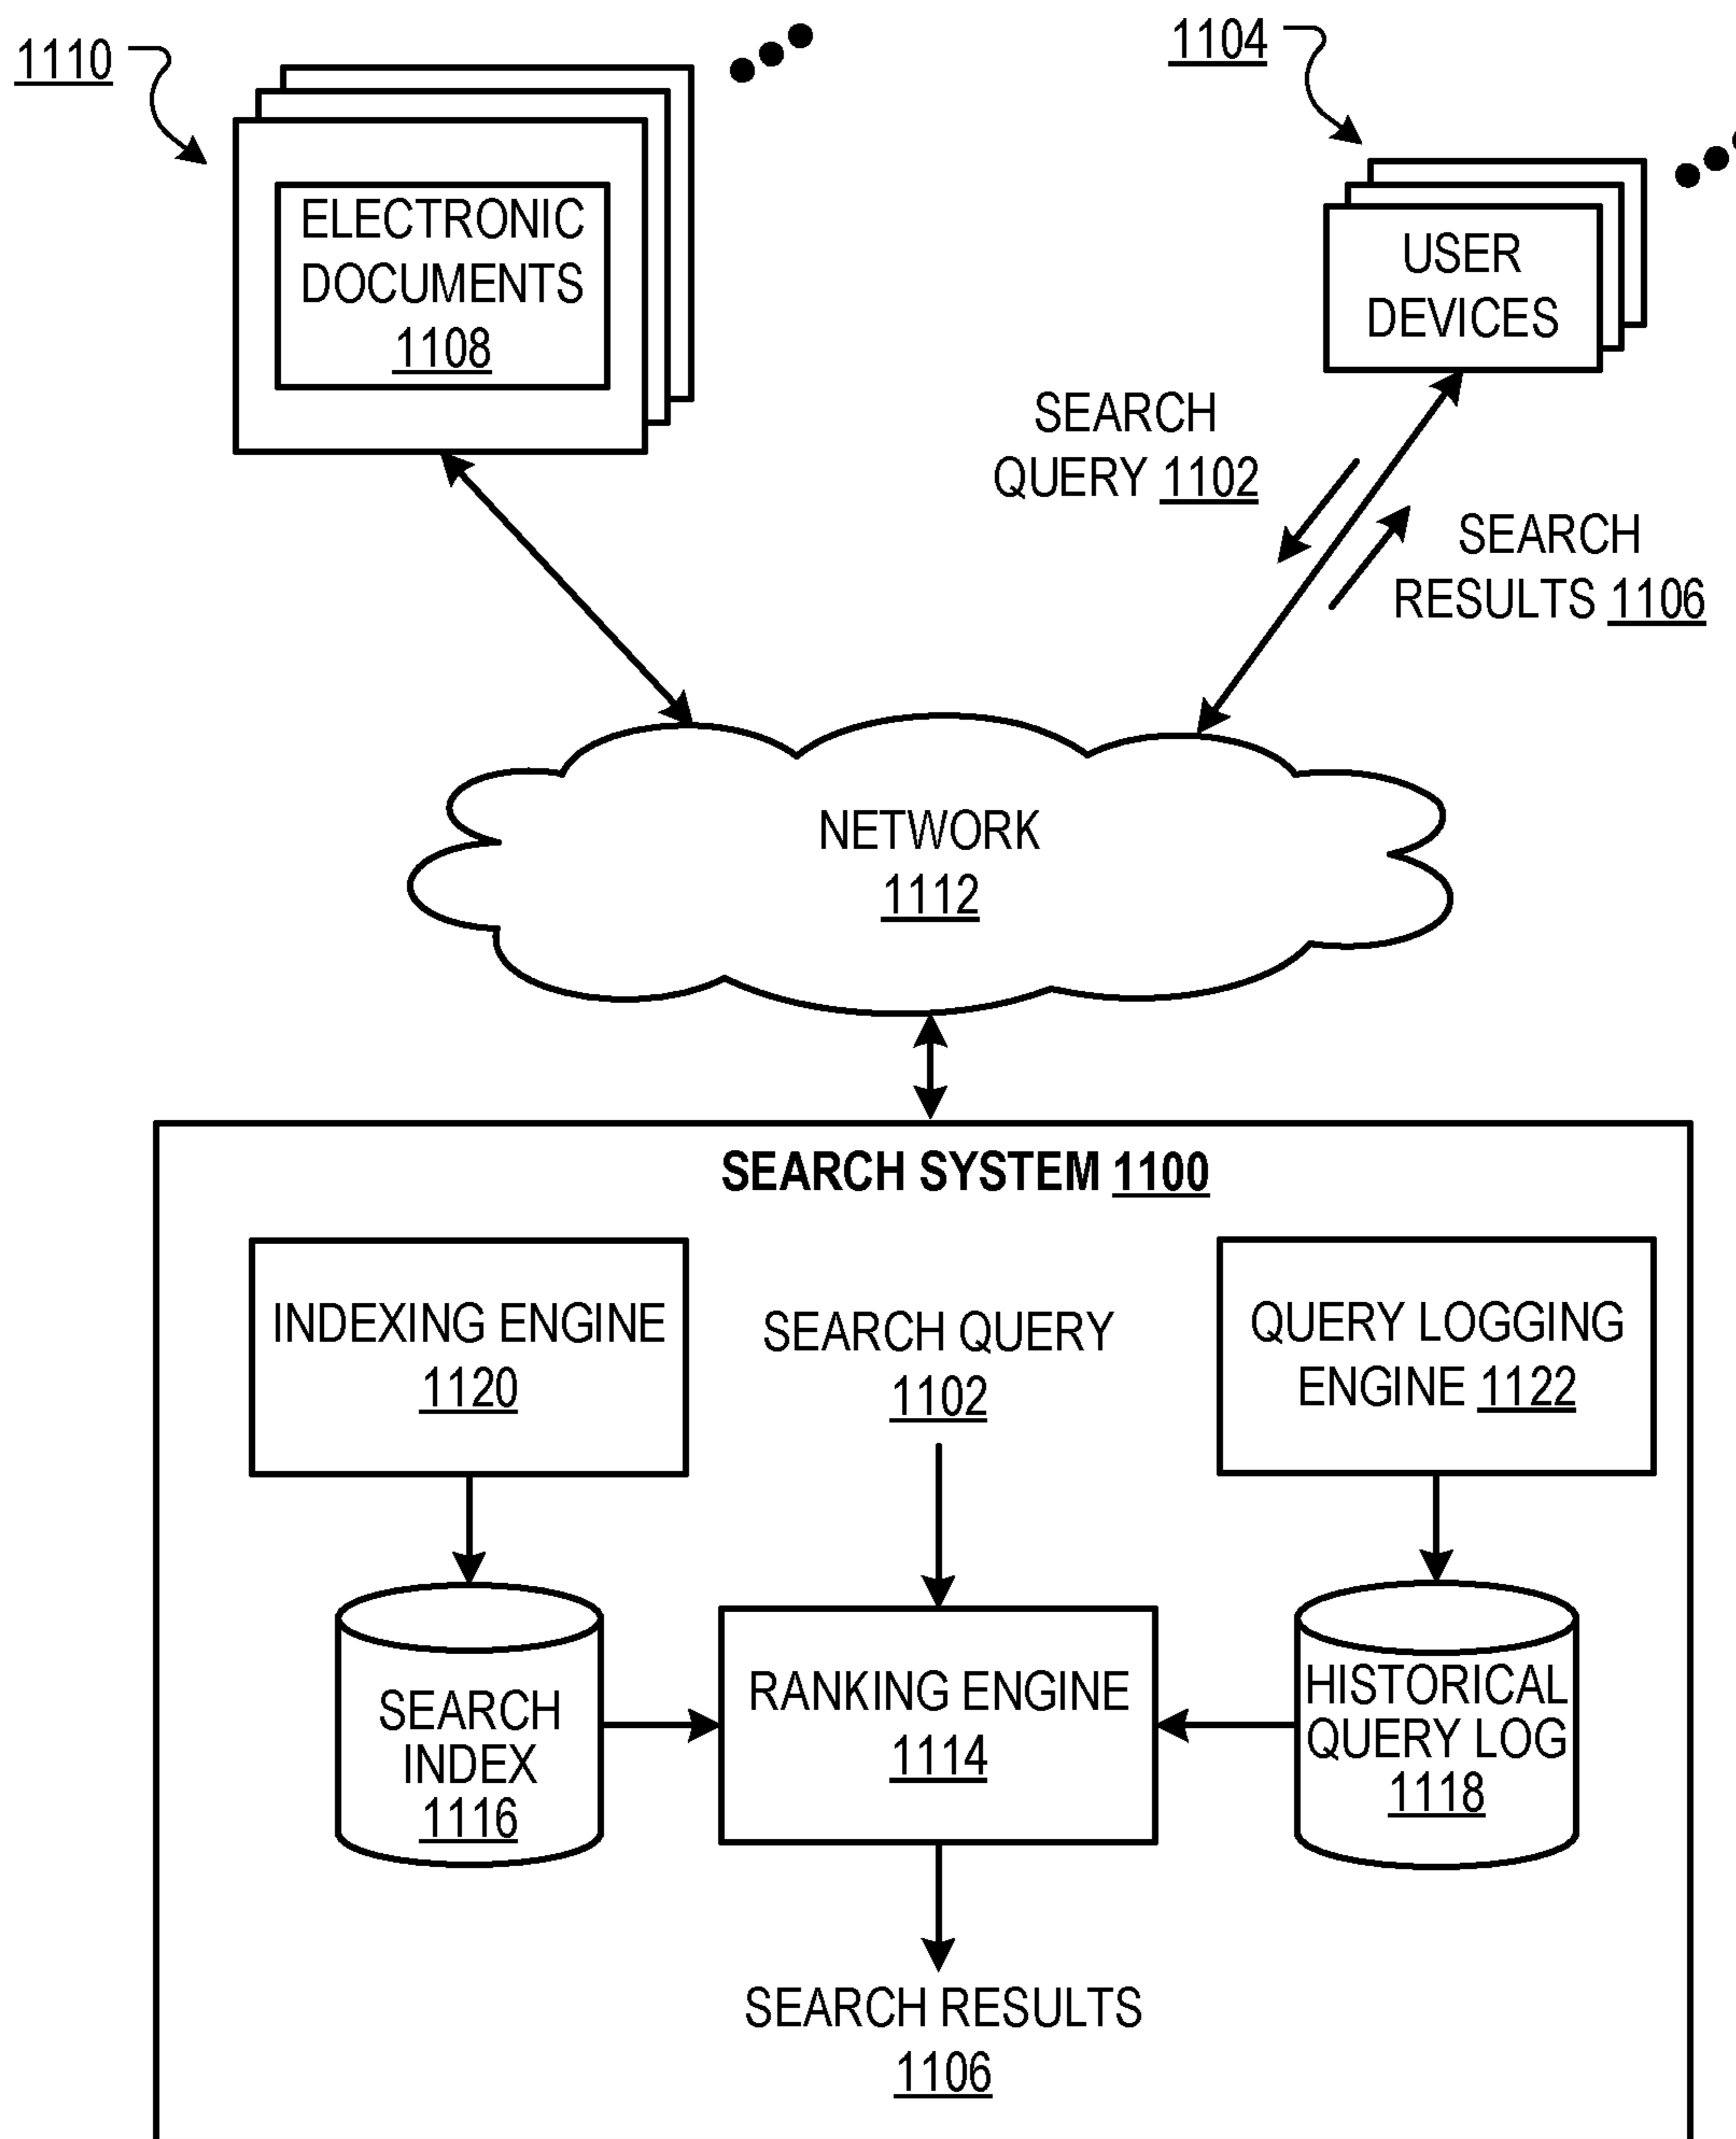 1110
1104
ELECTRONIC
DOCUMENTS
1108
USER
DEVICES
SEARCH
QUERY 1102
SEARCH
RESULTS 1106
NETWORK
1112
SEARCH SYSTEM 1100
INDEXING ENGINE
1120
SEARCH QUERY
1102
QUERY LOGGING
ENGINE 1122
SEARCH
INDEX
1116
RANKING ENGINE
1114
HISTORICAL
QUERY LOG
1118
SEARCH RESULTS
1106